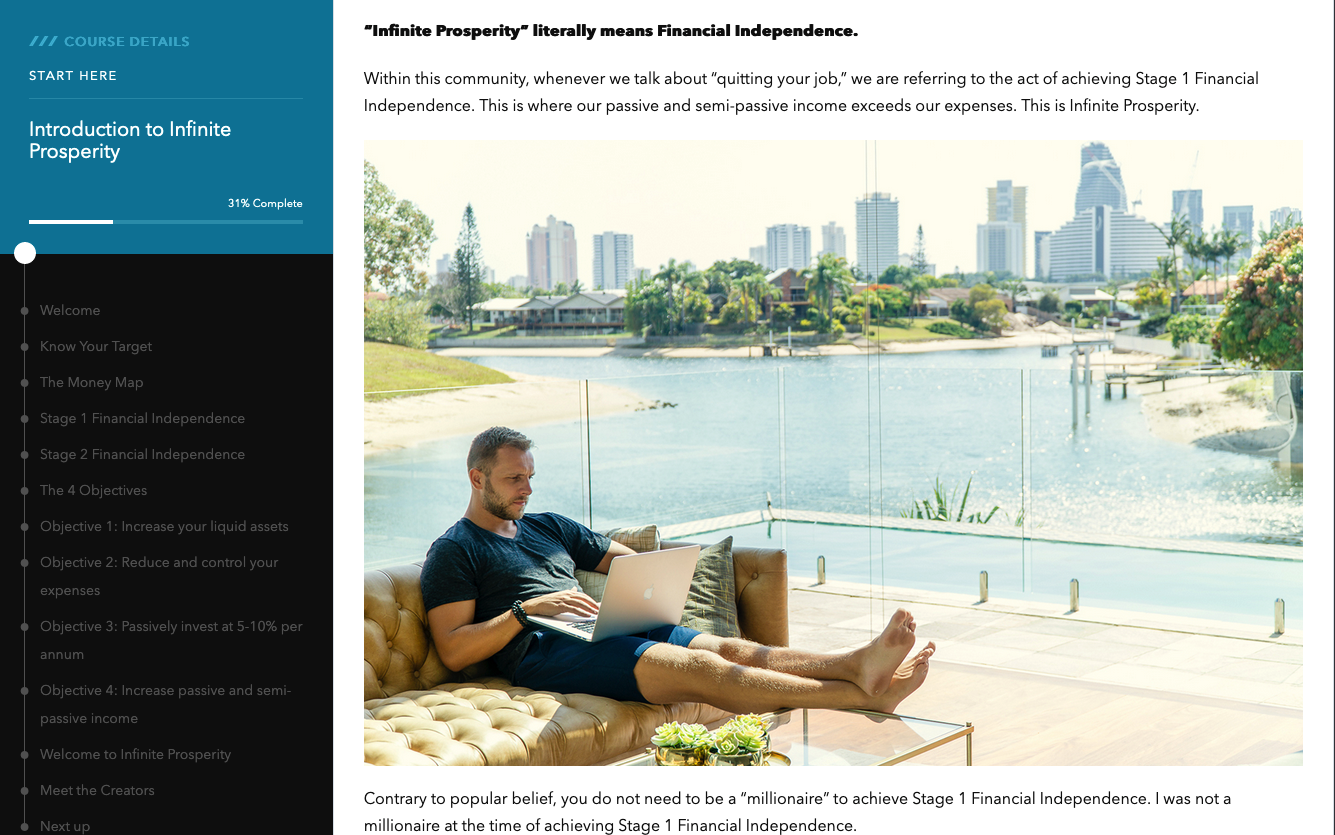 /// COURSE DETAILS
START HERE
Introduction to Infinite
Prosperity
31% Complete
Welcome
Know Your Target
The Money Map
Stage 1 Financial Independence
Stage 2 Financial Independence
The 4 Objectives
Objective 1: Increase your liquid assets
Objective 2: Reduce and control your
expenses
Objective 3: Passively invest at 5-10% per
annum
Objective 4: Increase passive and semi-
passive income
Welcome to Infinite Prosperity
Meet the Creators
Next up
“Infinite Prosperity” literally means Financial Independence.
Within this community, whenever we talk about “quitting your job,” we are referring to the act of achieving Stage 1 Financial
Independence. This is where our passive and semi-passive income exceeds our expenses. This is Infinite Prosperity.
Contrary to popular belief, you do not need to be a “millionaire” to achieve Stage 1 Financial Independence. I was not a
millionaire at the time of achieving Stage 1 Financial Independence.